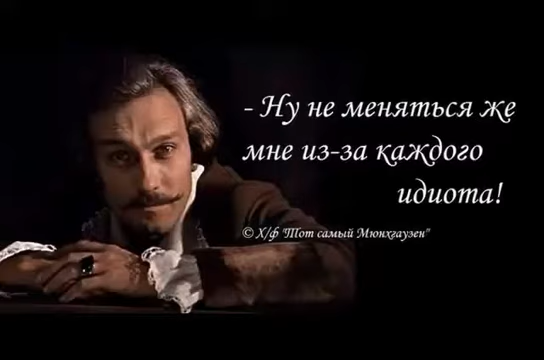 - Ну не меняться же
мне из-за каждого
идиота!
© Х/ф "Тот самый Мюнхгаузен"